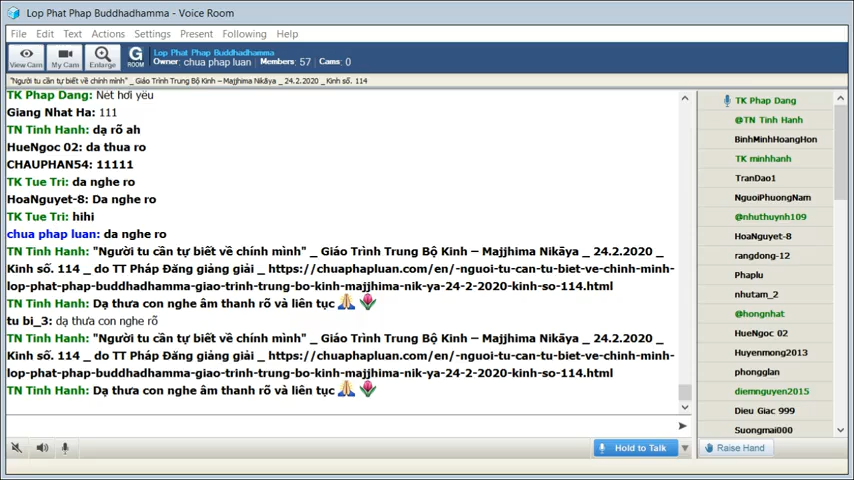 Lop Phat Phap Buddhadhamma - Voice Room
File Edit Text Actions Settings Present Following Help
View Cam My Cam Enlarge G ROOM
Lop Phat Phap Buddhadhamma
Owner: chua phap luan: Members: 57 Cams: 0
"Người tu cần tự biết về chính mình" _ Giáo Trình Trung Bộ Kinh – Majjhima Nikāya _ 24.2.2020 _ Kinh số. 114
TK Phap Dang: Nét hơi yếu
Giang Nhat Ha: 111
TN Tinh Hanh: dạ rõ ah
HueNgoc 02: da thua ro
CHAUPHAN54: 11111
TK Tue Tri: da nghe ro
HoaNguyet-8: Da nghe ro
TK Tue Tri: hihi
chua phap luan: da nghe ro
TN Tinh Hanh: "Người tu cần tự biết về chính mình" _ Giáo Trình Trung Bộ Kinh – Majjhima Nikāya _ 24.2.2020 _
Kinh số. 114 _ do TT Pháp Đăng giảng giải _ https://chuaphapluan.com/en/-nguoi-tu-can-tu-biet-ve-chinh-minh-
lop-phat-phap-buddhadhamma-giao-trinh-trung-bo-kinh-majjhima-nik-ya-24-2-2020-kinh-so-114.html
TN Tinh Hanh: Dạ thưa con nghe âm thanh rõ và liên tục 🙏 🌷
tu bi_3: dạ thưa con nghe rõ
TN Tinh Hanh: "Người tu cần tự biết về chính mình" _ Giáo Trình Trung Bộ Kinh – Majjhima Nikāya _ 24.2.2020 _
Kinh số. 114 _ do TT Pháp Đăng giảng giải _ https://chuaphapluan.com/en/-nguoi-tu-can-tu-biet-ve-chinh-minh-
lop-phat-phap-buddhadhamma-giao-trinh-trung-bo-kinh-majjhima-nik-ya-24-2-2020-kinh-so-114.html
TN Tinh Hanh: Dạ thưa con nghe âm thanh rõ và liên tục 🙏 🌷
Hold to Talk
TK Phap Dang
@TN Tinh Hanh
BinhMinhHoangHon
TK minhhanh
TranDao1
NguoiPhuongNam
@nhuthuynh109
HoaNguyet-8
rangdong-12
Phaplu
nhutam_2
@hongnhat
HueNgoc 02
Huyenmong2013
phongglan
diemnguyen2015
Dieu Giac 999
Suongmai000
Raise Hand